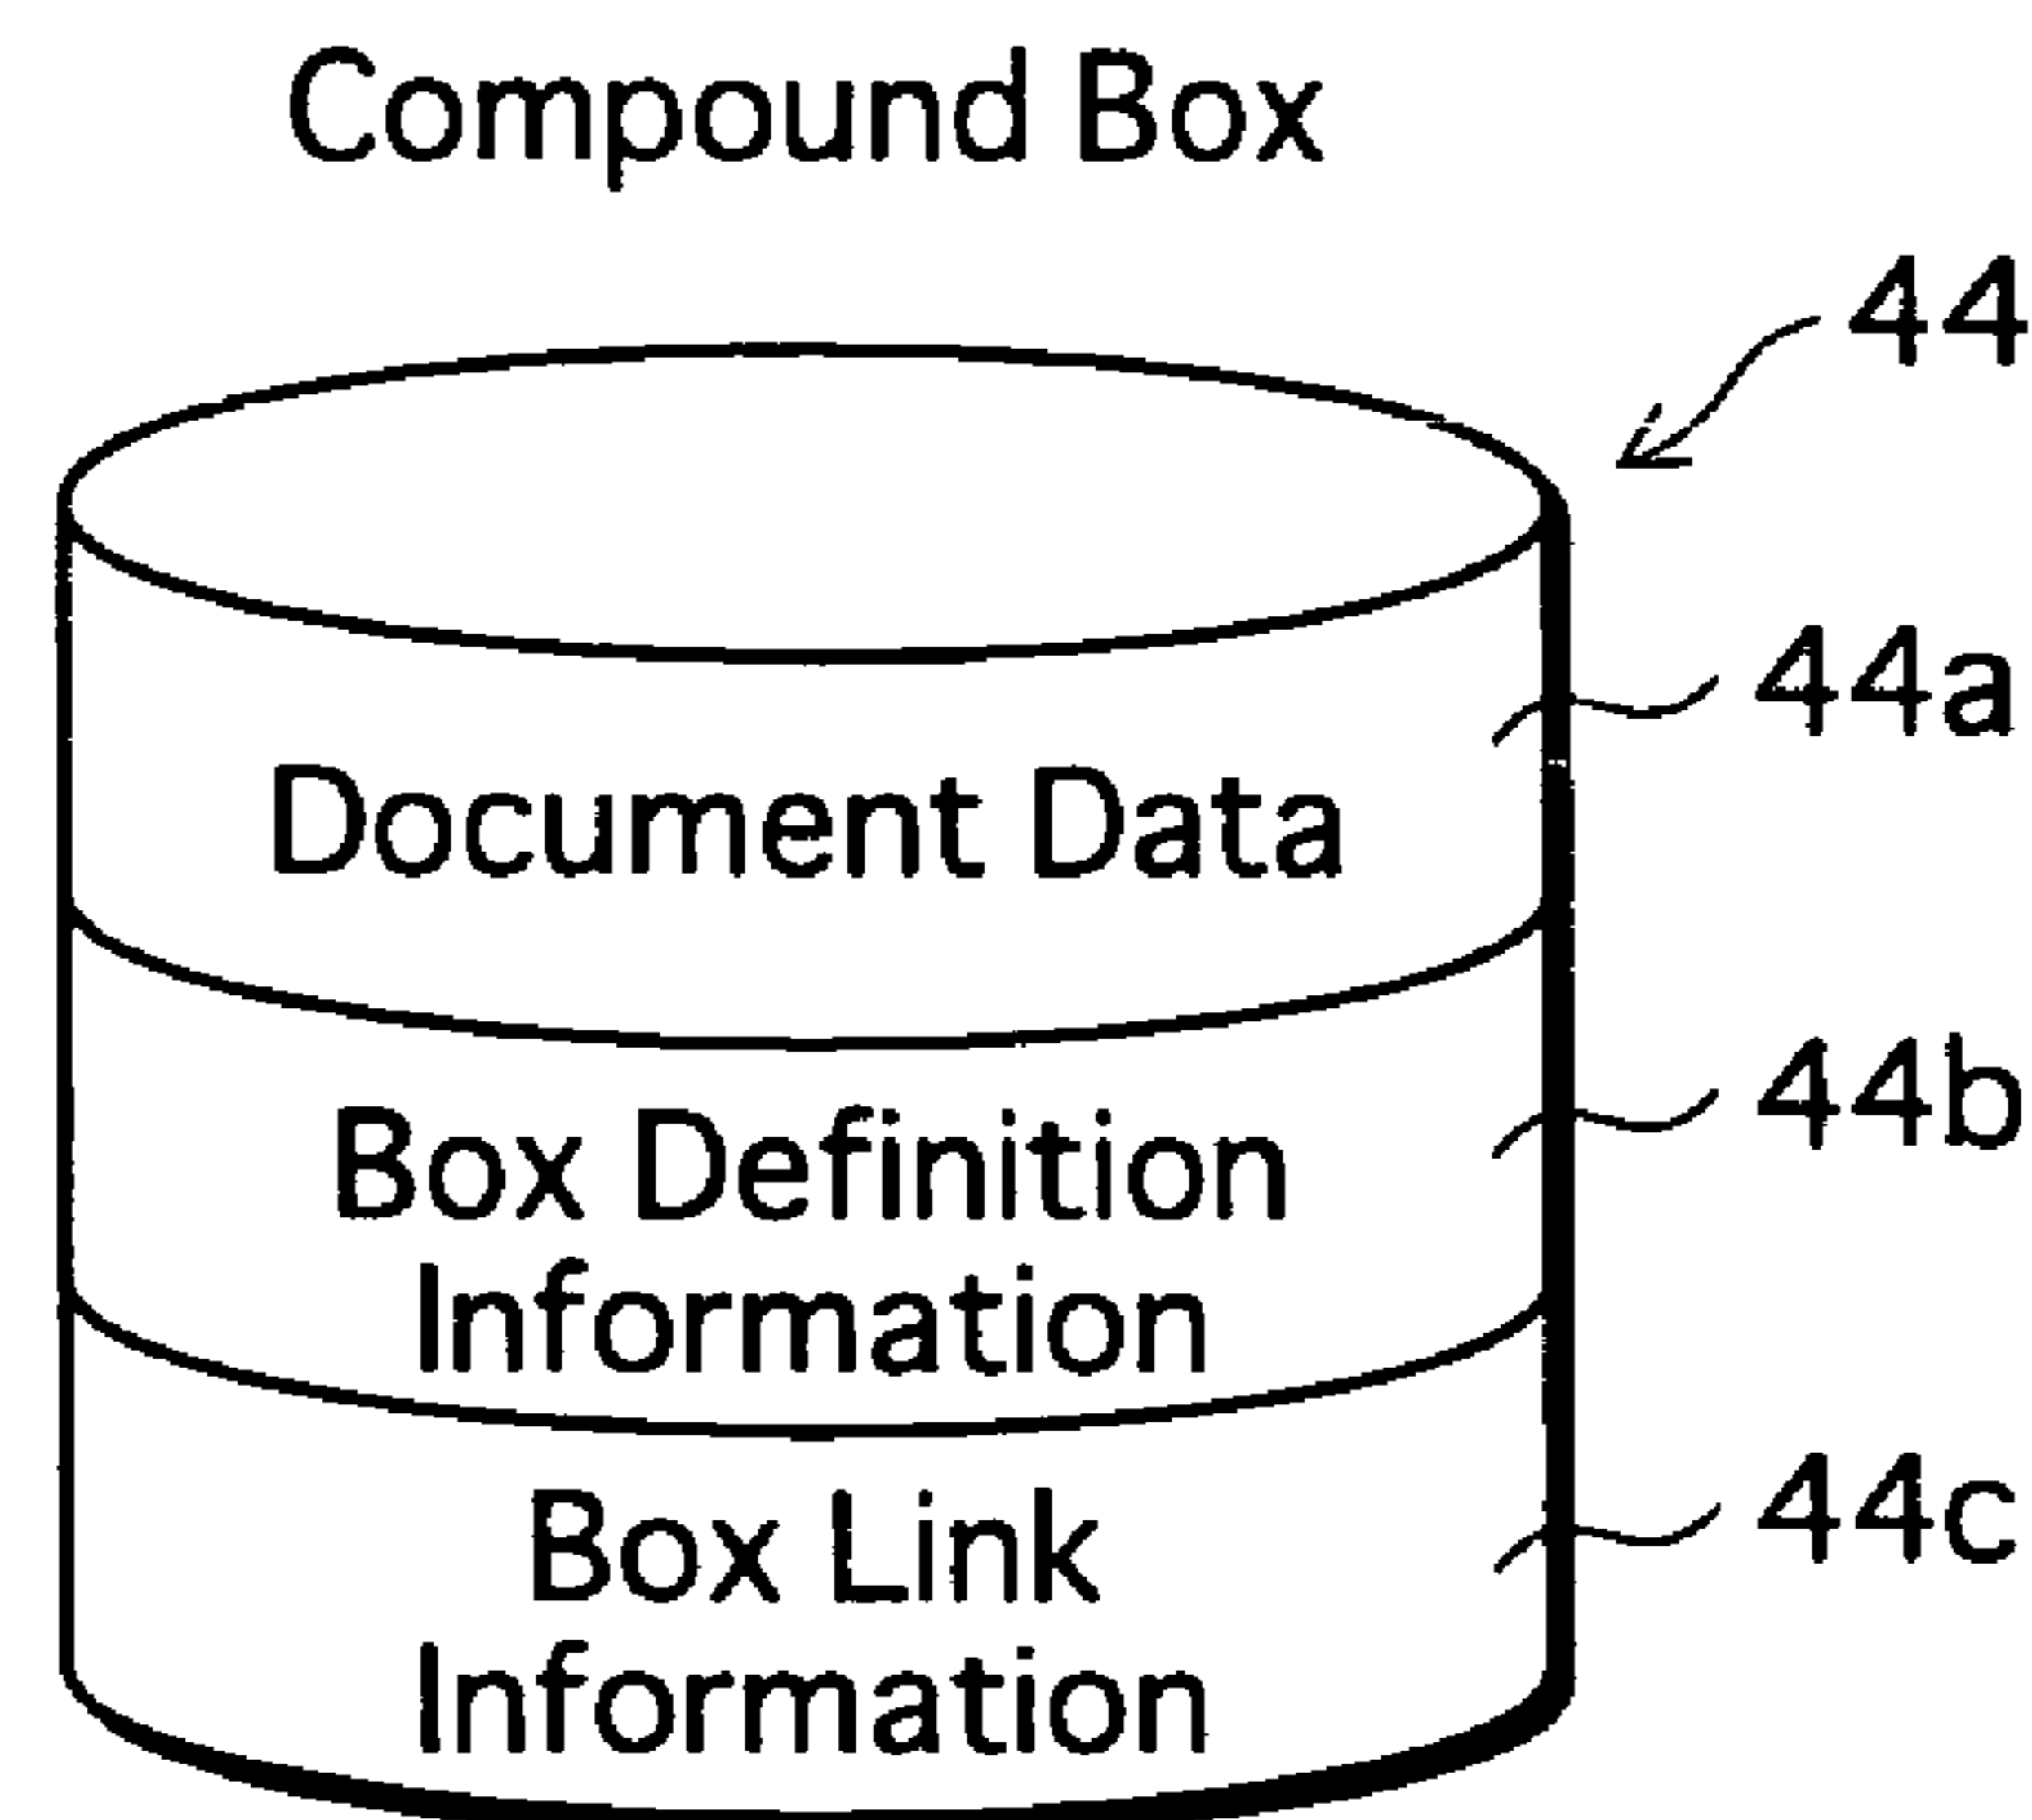 Compound Box
44
44a
Document Data
44b
Box Definition
Information
44c
Box Link
Information